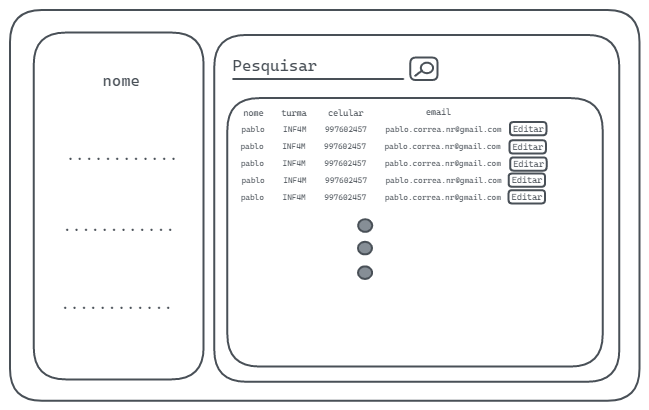 nome
............
............
............
Pesquisar
nome turma celular email
pablo INF4M 997602457 pablo.correa.nr@gmail.com Editar
pablo INF4M 997602457 pablo.correa.nr@gmail.com Editar
pablo INF4M 997602457 pablo.correa.nr@gmail.com Editar
pablo INF4M 997602457 pablo.correa.nr@gmail.com Editar
pablo INF4M 997602457 pablo.correa.nr@gmail.com Editar